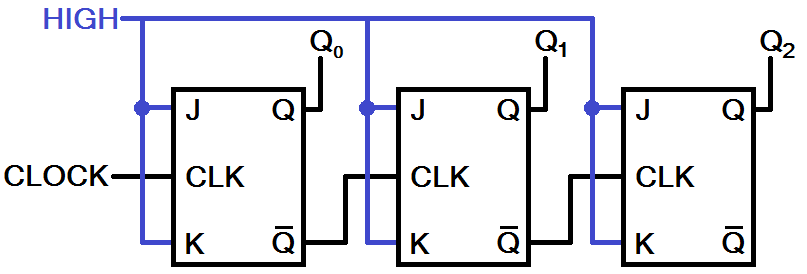 HIGH
Q0 Q1 Q2
J Q J Q J Q
CLOCK CLK CLK CLK
K Q̅ K Q̅ K Q̅